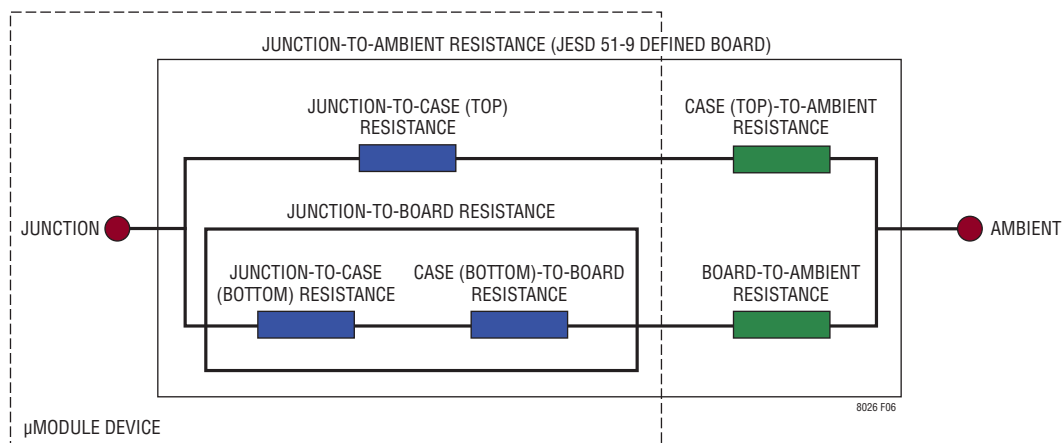 JUNCTION-TO-AMBIENT RESISTANCE (JESD 51-9 DEFINED BOARD)
JUNCTION-TO-CASE (TOP)
RESISTANCE
CASE (TOP)-TO-AMBIENT
RESISTANCE
JUNCTION
JUNCTION-TO-BOARD RESISTANCE
AMBIENT
JUNCTION-TO-CASE
(BOTTOM) RESISTANCE
CASE (BOTTOM)-TO-BOARD
RESISTANCE
BOARD-TO-AMBIENT
RESISTANCE
8026 F06
µMODULE DEVICE